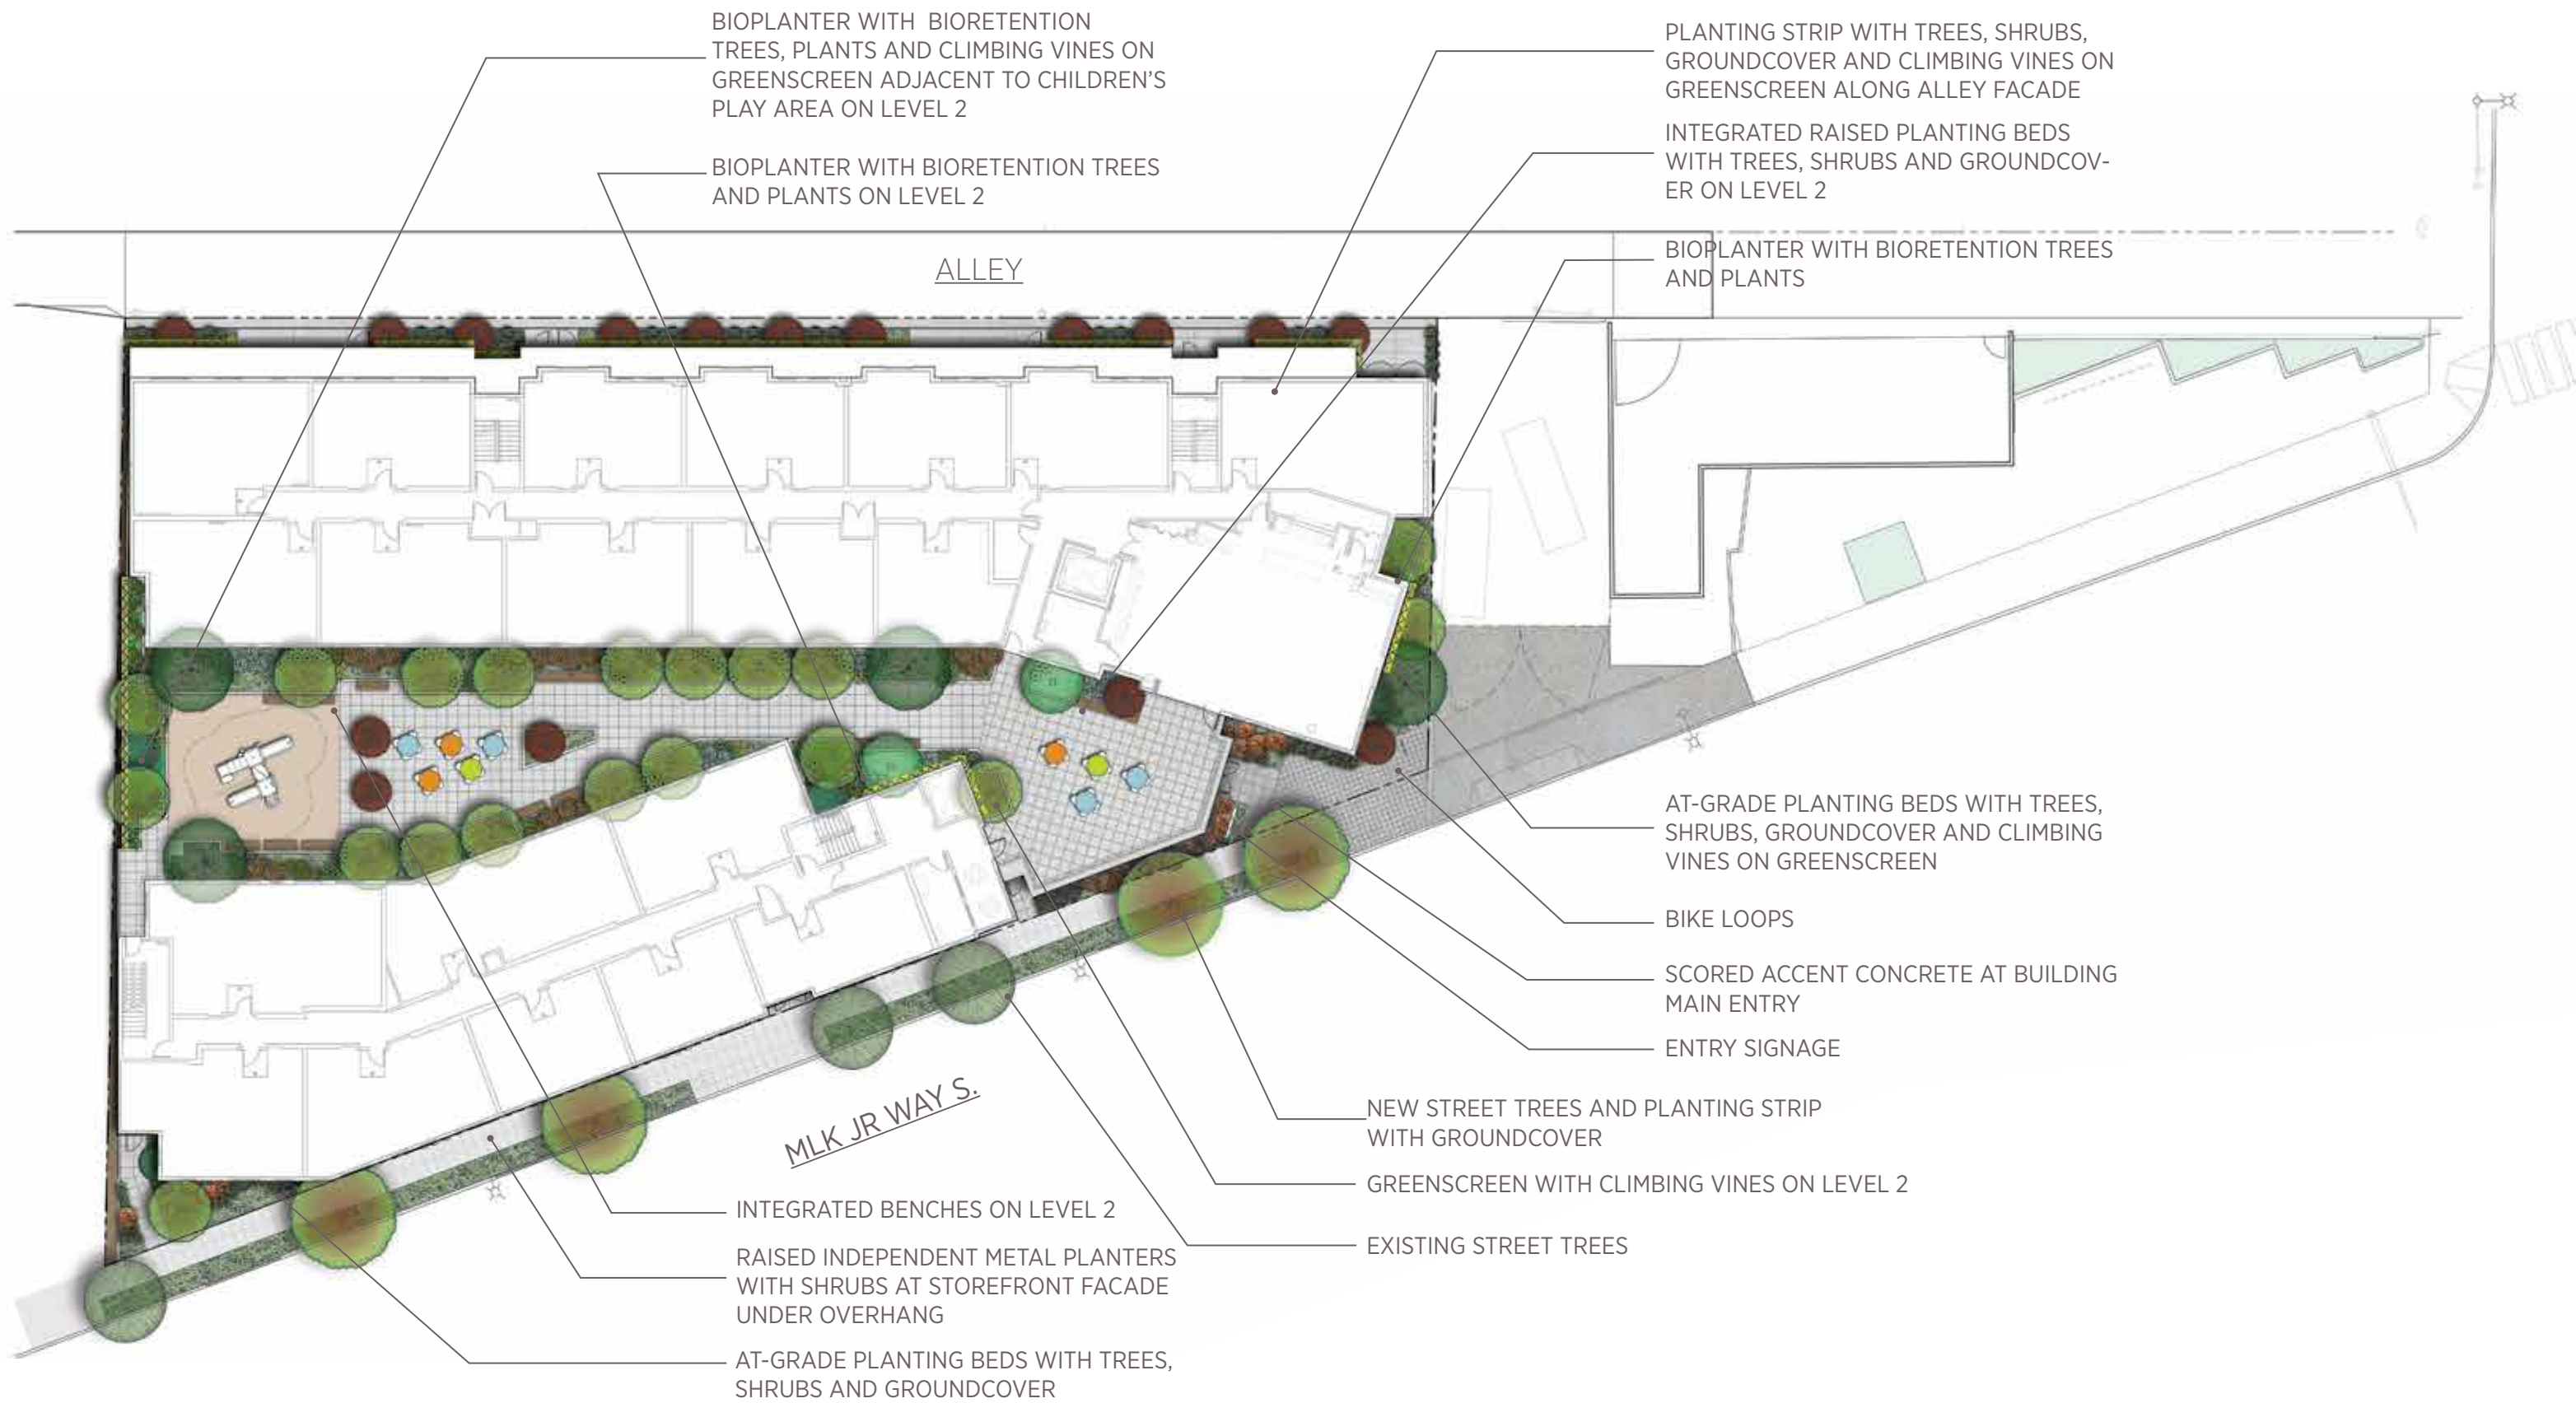 BIOPLANTER WITH BIORETENTION
TREES, PLANTS AND CLIMBING VINES ON
GREENSCREEN ADJACENT TO CHILDREN'S
PLAY AREA ON LEVEL 2
BIOPLANTER WITH BIORETENTION TREES
AND PLANTS ON LEVEL 2
PLANTING STRIP WITH TREES, SHRUBS,
GROUNDCOVER AND CLIMBING VINES ON
GREENSCREEN ALONG ALLEY FACADE
INTEGRATED RAISED PLANTING BEDS
WITH TREES, SHRUBS AND GROUNDCOV-
ER ON LEVEL 2
BIOPLANTER WITH BIORETENTION TREES
AND PLANTS
ALLEY
AT-GRADE PLANTING BEDS WITH TREES,
SHRUBS, GROUNDCOVER AND CLIMBING
VINES ON GREENSCREEN
BIKE LOOPS
SCORED ACCENT CONCRETE AT BUILDING
MAIN ENTRY
ENTRY SIGNAGE
NEW STREET TREES AND PLANTING STRIP
WITH GROUNDCOVER
GREENSCREEN WITH CLIMBING VINES ON LEVEL 2
EXISTING STREET TREES
MLK JR WAY S.
INTEGRATED BENCHES ON LEVEL 2
RAISED INDEPENDENT METAL PLANTERS
WITH SHRUBS AT STOREFRONT FACADE
UNDER OVERHANG
AT-GRADE PLANTING BEDS WITH TREES,
SHRUBS AND GROUNDCOVER